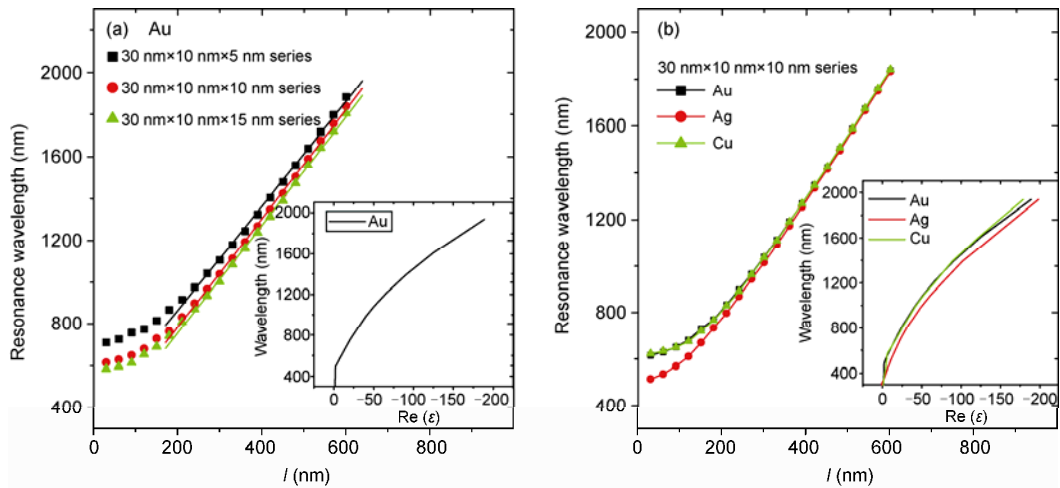 (a) Au
30 nm×10 nm×5 nm series
30 nm×10 nm×10 nm series
30 nm×10 nm×15 nm series
Resonance wavelength (nm)
2000
1600
1200
800
400
0 200 400 600 800
l (nm)
Au
Wavelength (nm)
2000
1600
1200
800
400
0 −50 −100 −150 −200
Re (ε)
(b)
30 nm×10 nm×10 nm series
Au
Ag
Cu
Resonance wavelength (nm)
2000
1600
1200
800
400
0 200 400 600 800
l (nm)
Au
Ag
Cu
Wavelength (nm)
2000
1600
1200
800
400
0 −50 −100 −150 −200
Re (ε)